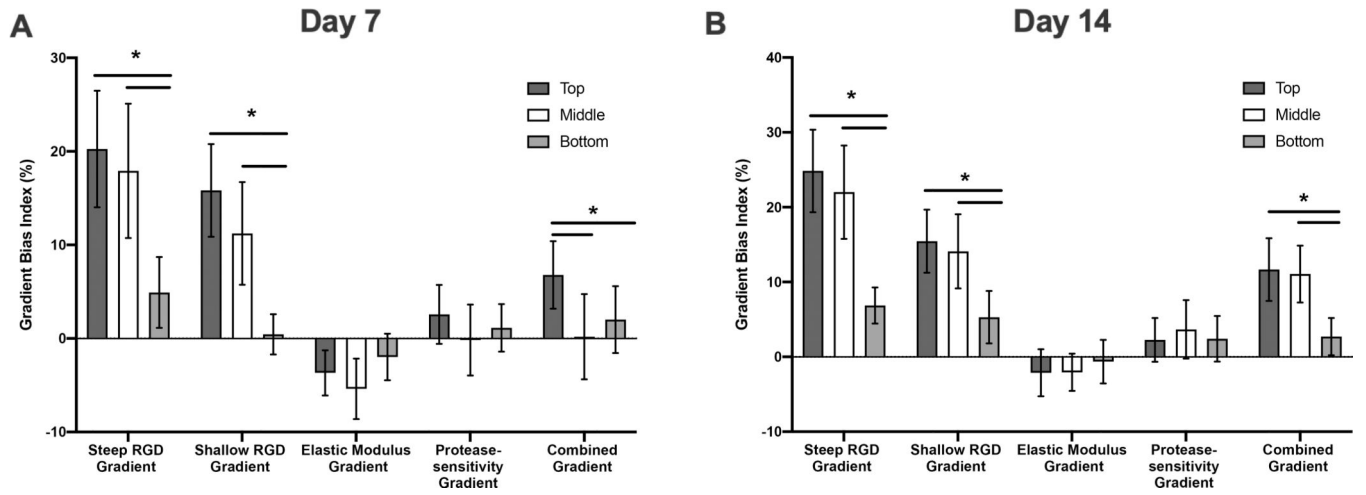 A
Day 7
Gradient Bias Index (%)
30
20
10
0
-10
*
*
*
Top
Middle
Bottom
Steep RGD
Gradient
Shallow RGD
Gradient
Elastic Modulus
Gradient
Protease-
sensitivity
Gradient
Combined
Gradient
B
Day 14
Gradient Bias Index (%)
40
30
20
10
0
-10
*
*
*
Top
Middle
Bottom
Steep RGD
Gradient
Shallow RGD
Gradient
Elastic Modulus
Gradient
Protease-
sensitivity
Gradient
Combined
Gradient